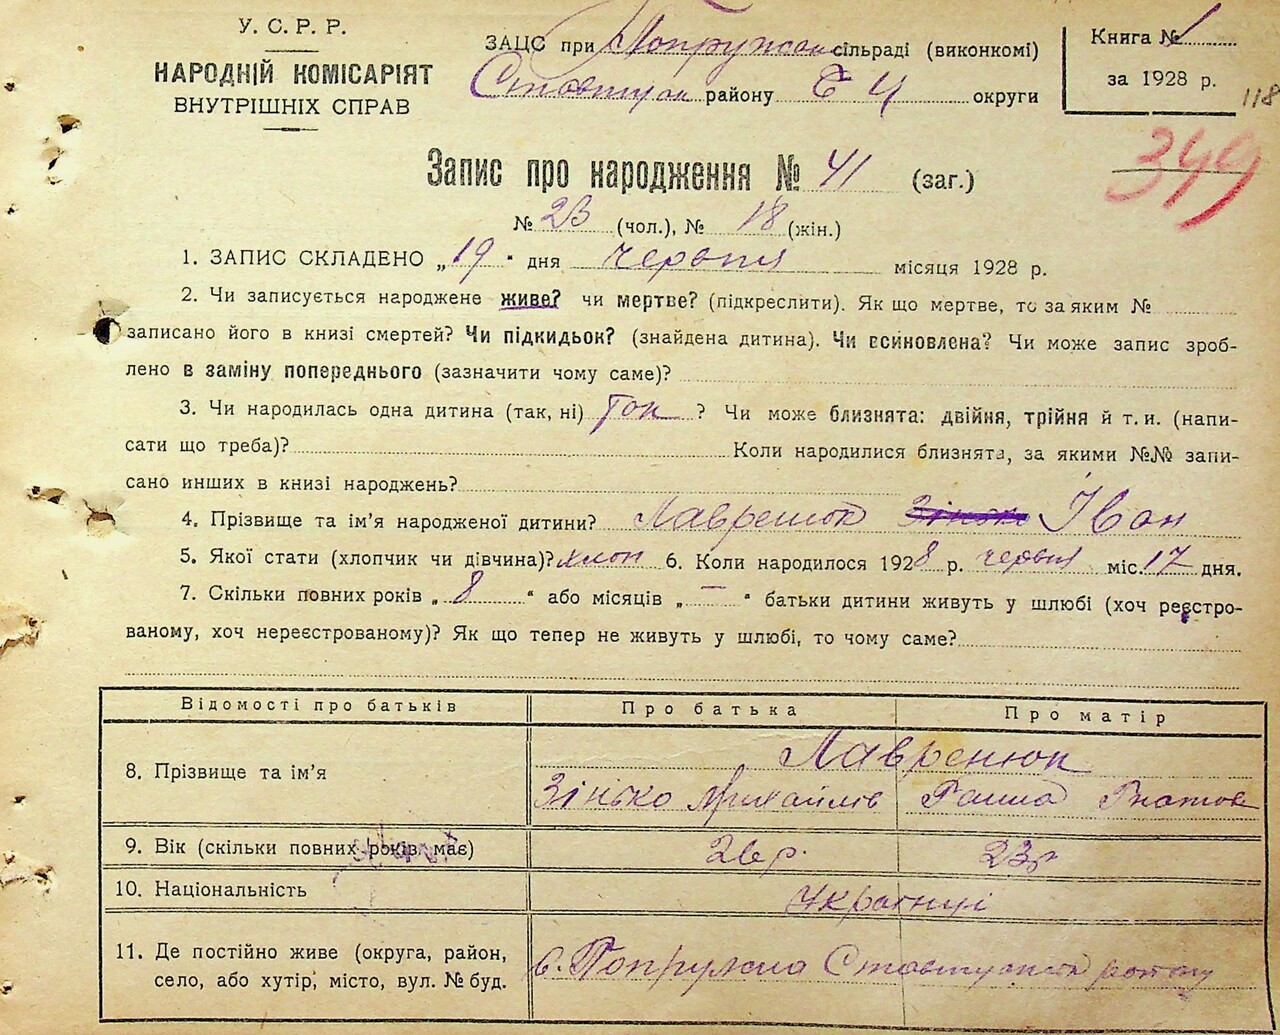 У. С. Р. Р.
НАРОДНІЙ КОМІСАРІЯТ
ВНУТРІШНІХ СПРАВ
ЗАЦС при Попружан сільраді (виконкомі)
району Б Ц округи
Книга № 1
за 1928 р.
118
349
Запис про народження № 41 (заг.)
№ 23 (чол.), № 18 (жін.)
1. ЗАПИС СКЛАДЕНО „19" дня червня місяця 1928 р.
2. Чи записується народжене живе? чи мертве? (підкреслити). Як що мертве, то за яким №
записано його в книзі смертей? Чи підкидьок? (знайдена дитина). Чи всиновлена? Чи може запис зроб-
лено в заміну попереднього (зазначити чому саме)?
3. Чи народилась одна дитина (так, ні) так ? Чи може близнята: двійня, трійня й т. и. (напи-
сати що треба)? Коли народилися близнята, за якими №№ запи-
сано инших в книзі народжень?
4. Прізвище та ім'я народженої дитини? Лавренюк Зінько Іван
5. Якої стати (хлопчик чи дівчина)? хлоп 6. Коли народилося 1928 р. червня міс. 17 дня.
7. Скільки повних років „8" або місяців „—" батьки дитини живуть у шлюбі (хоч реєстро-
ваному, хоч нереєстрованому)? Як що тепер не живуть у шлюбі, то чому саме?
Відомості про батьків Про батька Про матір
Лавренюк
8. Прізвище та ім'я Зінько Михайлів Ганна Гнатов
9. Вік (скільки повних років має) 26 р. 23 р
10. Національність Українці
11. Де постійно живе (округа, район,
село, або хутір, місто, вул. № буд. с. Попружна